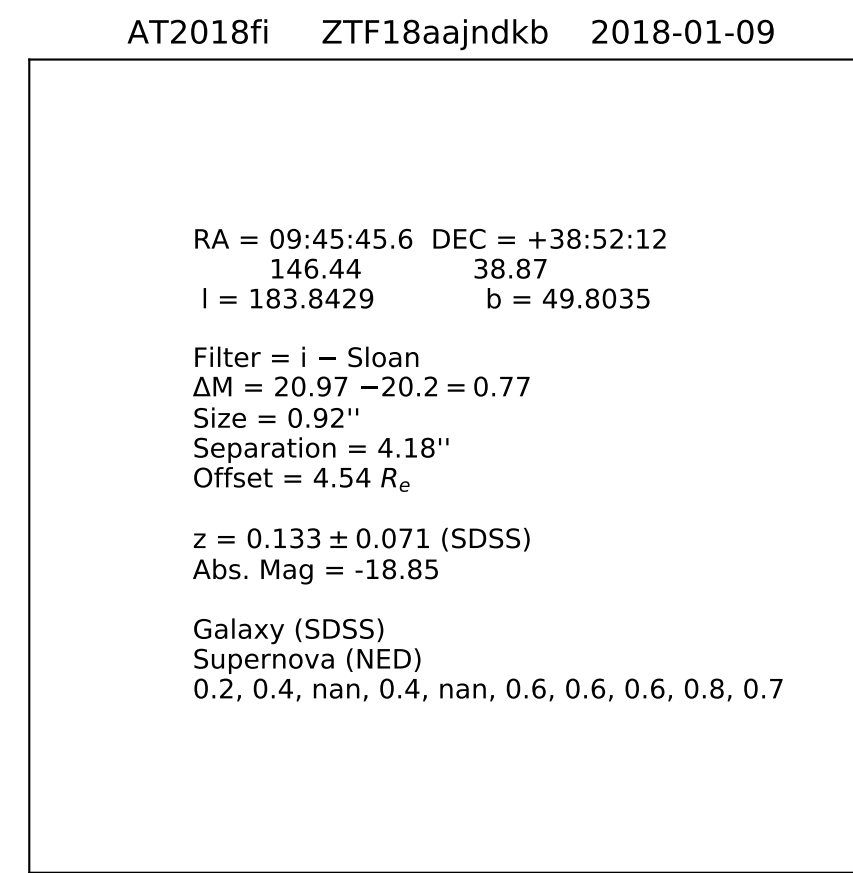 AT2018fi ZTF18aajndkb 2018-01-09
RA = 09:45:45.6 DEC = +38:52:12
146.44 38.87
l = 183.8429 b = 49.8035
Filter = i − Sloan
ΔM = 20.97 −20.2 = 0.77
Size = 0.92''
Separation = 4.18''
Offset = 4.54 Rₑ
z = 0.133 ± 0.071 (SDSS)
Abs. Mag = -18.85
Galaxy (SDSS)
Supernova (NED)
0.2, 0.4, nan, 0.4, nan, 0.6, 0.6, 0.6, 0.8, 0.7